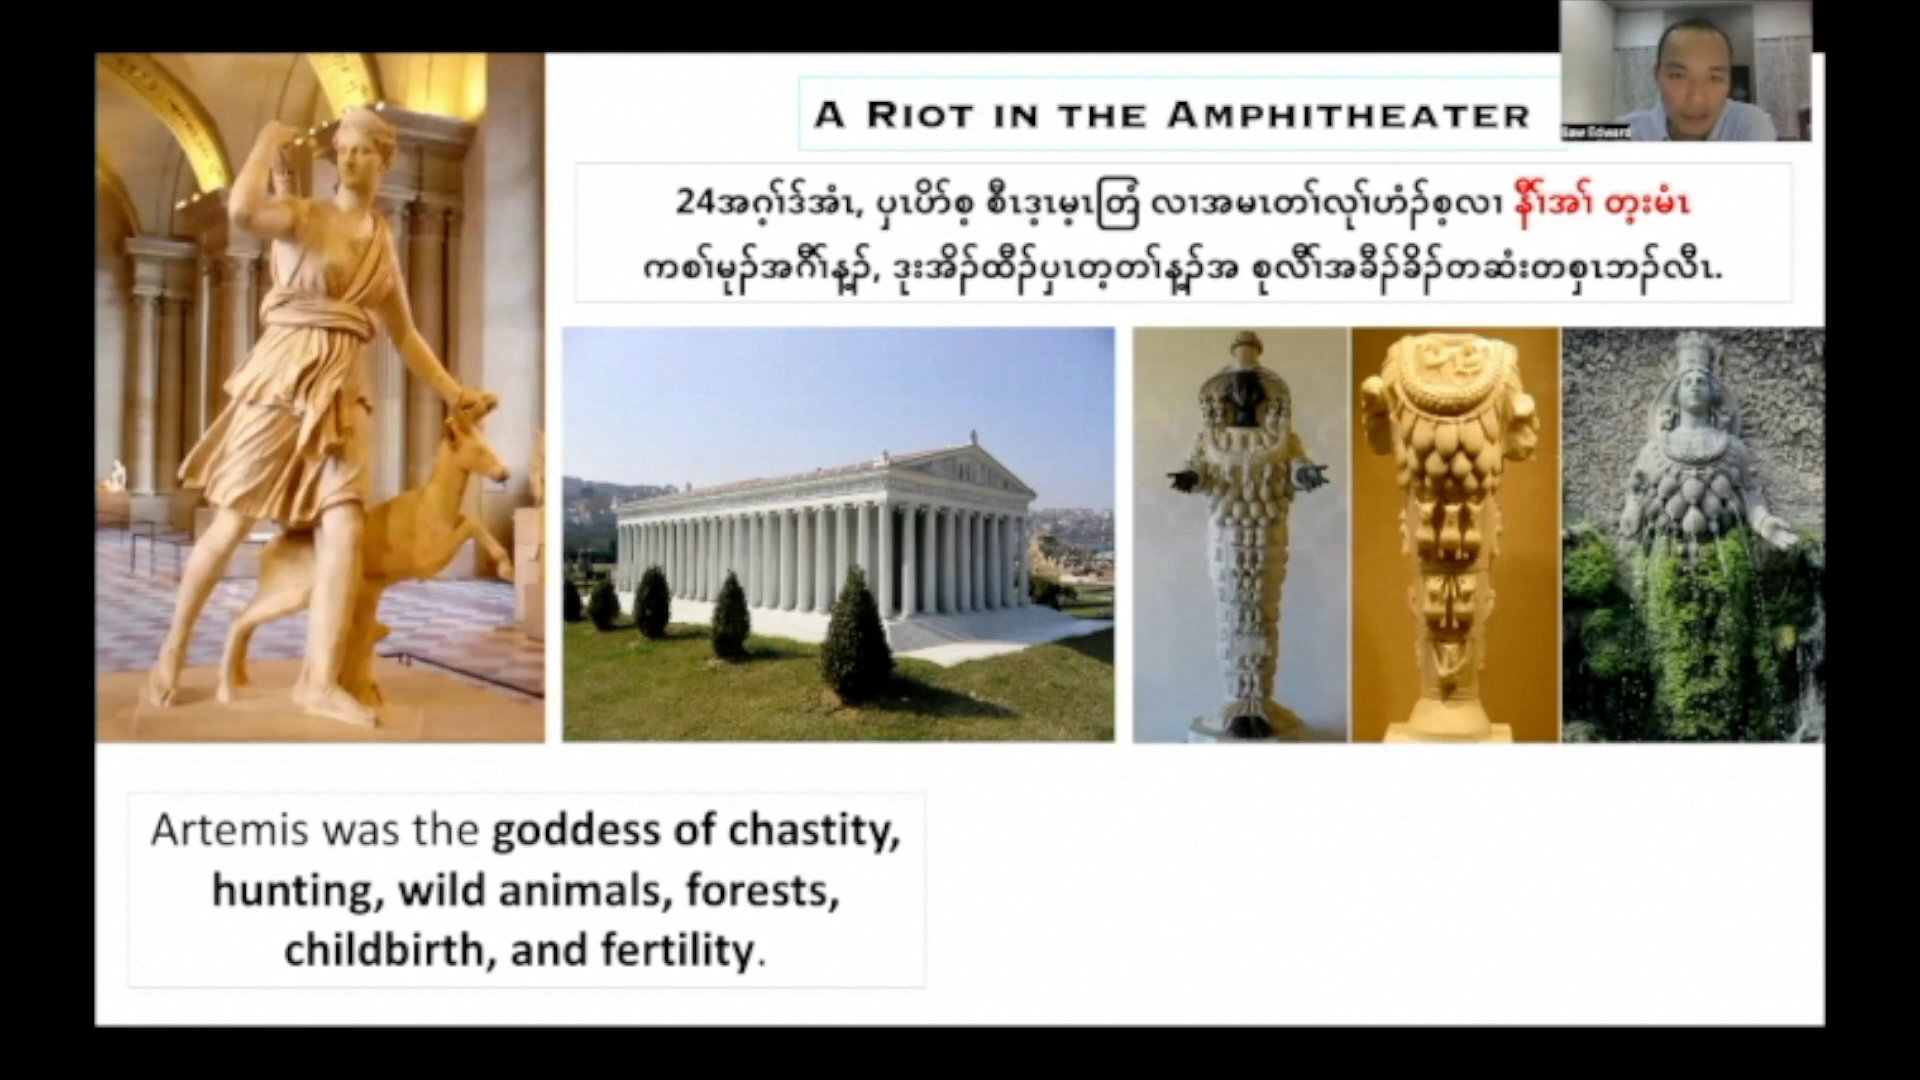 A RIOT IN THE AMPHITHEATER
24အဂ့ၢ်ဒ်အံၤ, ပှၤပိာ်စ့ စီၤဒ့ၤမ့ၤတြံ လၢအမၤတၢ်လုၢ်ဟံၣ်စ့လၢ နီၢ်အၢ် တ့းမံၤ
ကစၢ်မုၣ်အဂီၢ်န့ၣ်, ဒုးအိၣ်ထီၣ်ပှၤတ့တၢ်န့ၣ်အ စုလီၢ်အခီၣ်ခိၣ်တဆံးတစှၤဘၣ်လီၤ.
Artemis was the goddess of chastity,
hunting, wild animals, forests,
childbirth, and fertility.
Saw Edward